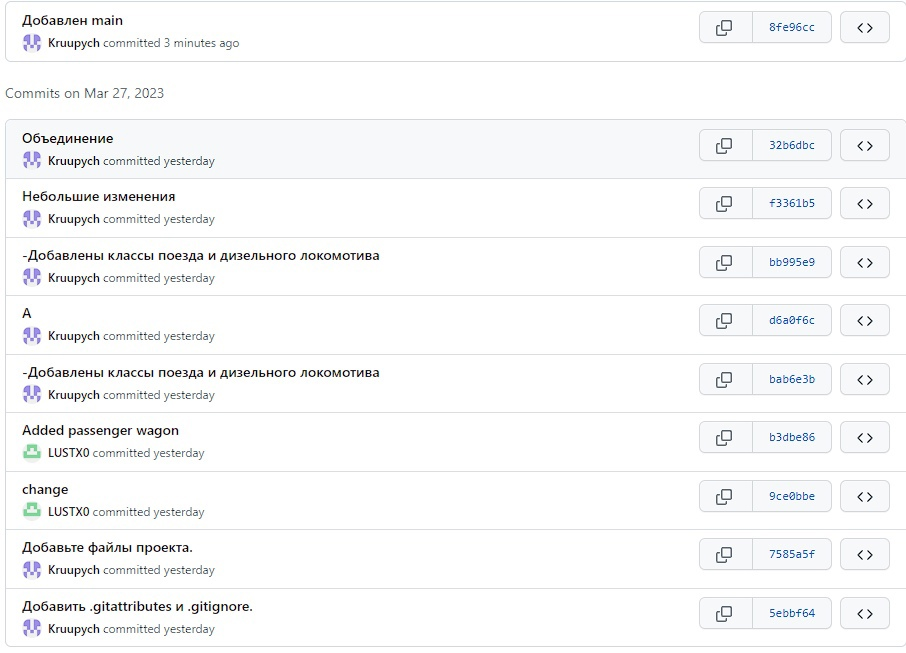 Добавлен main
8fe96cc
Kruupych committed 3 minutes ago
Commits on Mar 27, 2023
Объединение
32b6dbc
Kruupych committed yesterday
Небольшие изменения
f3361b5
Kruupych committed yesterday
-Добавлены классы поезда и дизельного локомотива
bb995e9
Kruupych committed yesterday
А
d6a0f6c
Kruupych committed yesterday
-Добавлены классы поезда и дизельного локомотива
bab6e3b
Kruupych committed yesterday
Added passenger wagon
b3dbe86
LUSTX0 committed yesterday
change
9ce0bbe
LUSTX0 committed yesterday
Добавьте файлы проекта.
7585a5f
Kruupych committed yesterday
Добавить .gitattributes и .gitignore.
5ebbf64
Kruupych committed yesterday